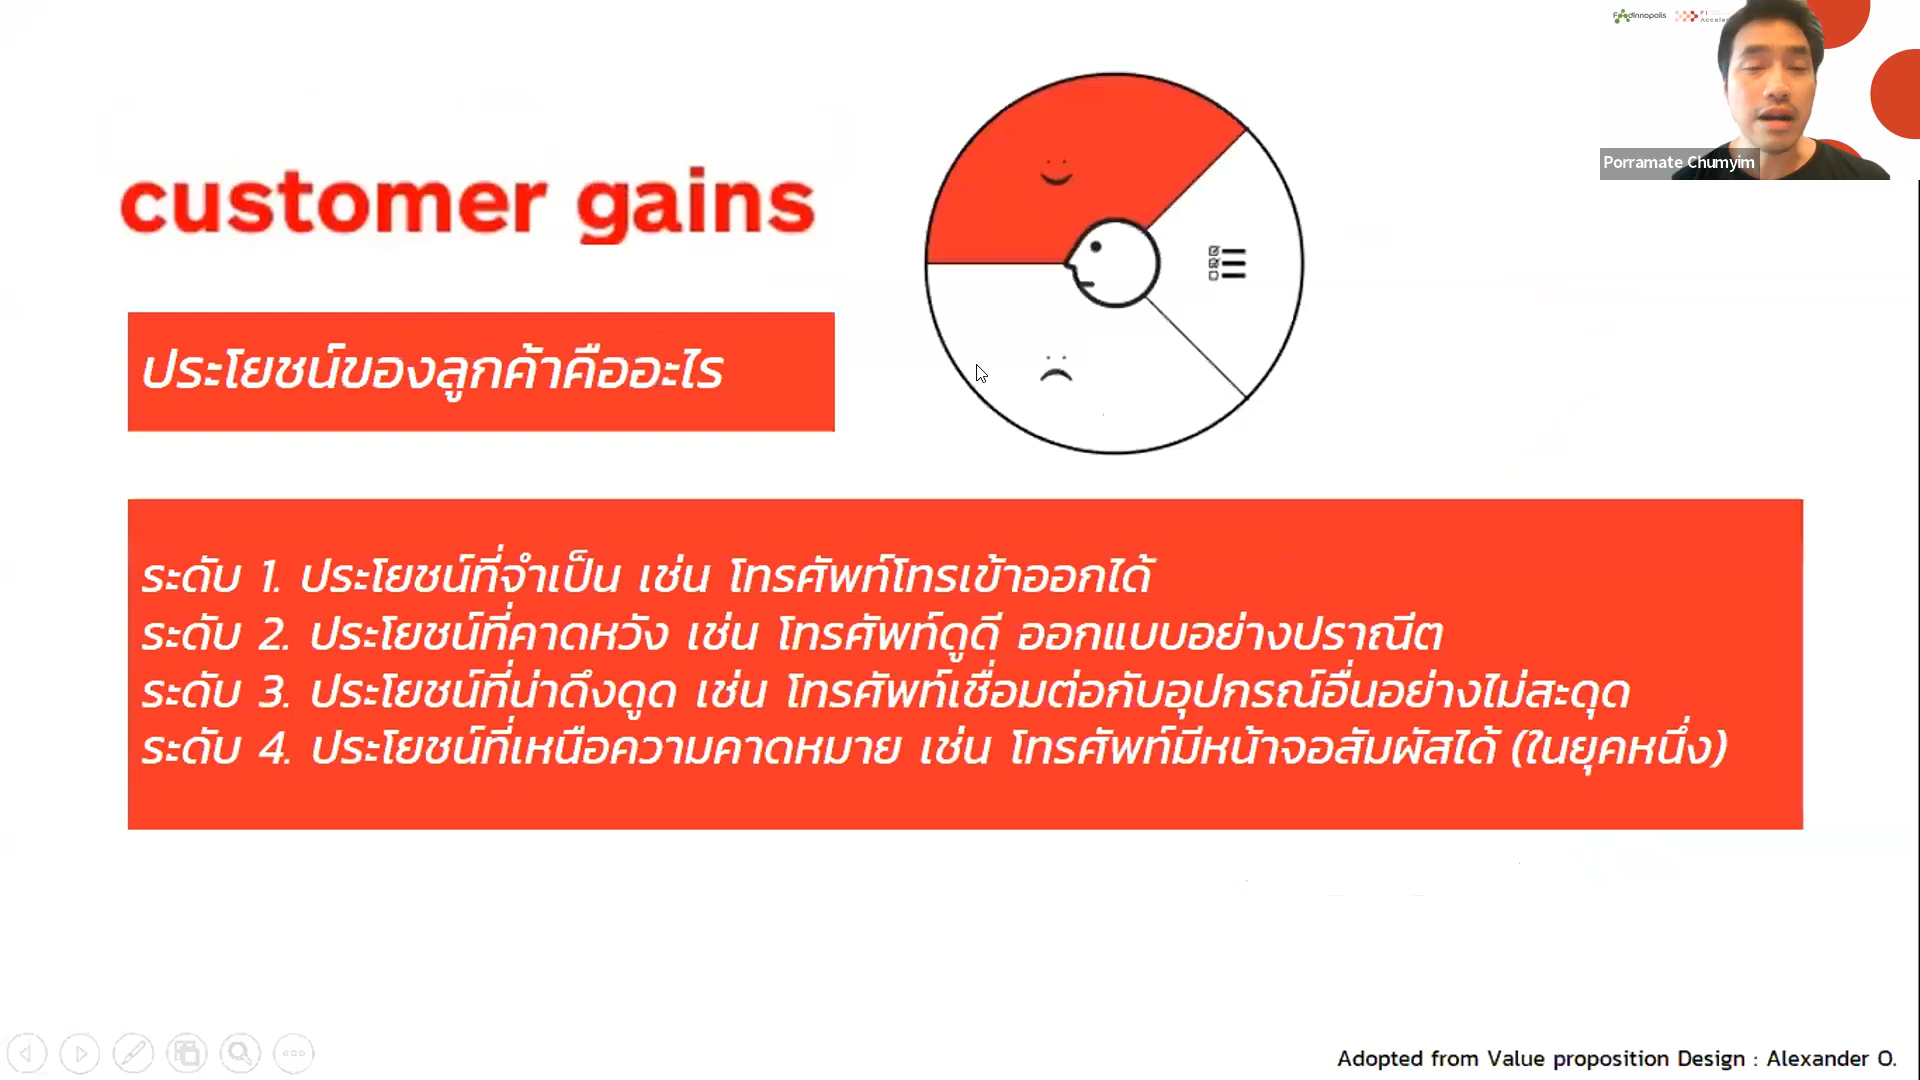 Foodinnopolis
FI
Porramate Chumyim
customer gains
ประโยชน์ของลูกค้าคืออะไร
ระดับ 1. ประโยชน์ที่จำเป็น เช่น โทรศัพท์โทรเข้าออกได้
ระดับ 2. ประโยชน์ที่คาดหวัง เช่น โทรศัพท์ดูดี ออกแบบอย่างปราณีต
ระดับ 3. ประโยชน์ที่น่าดึงดูด เช่น โทรศัพท์เชื่อมต่อกับอุปกรณ์อื่นอย่างไม่สะดุด
ระดับ 4. ประโยชน์ที่เหนือความคาดหมาย เช่น โทรศัพท์มีหน้าจอสัมผัสได้ (ในยุคหนึ่ง)
Adopted from Value proposition Design : Alexander O.